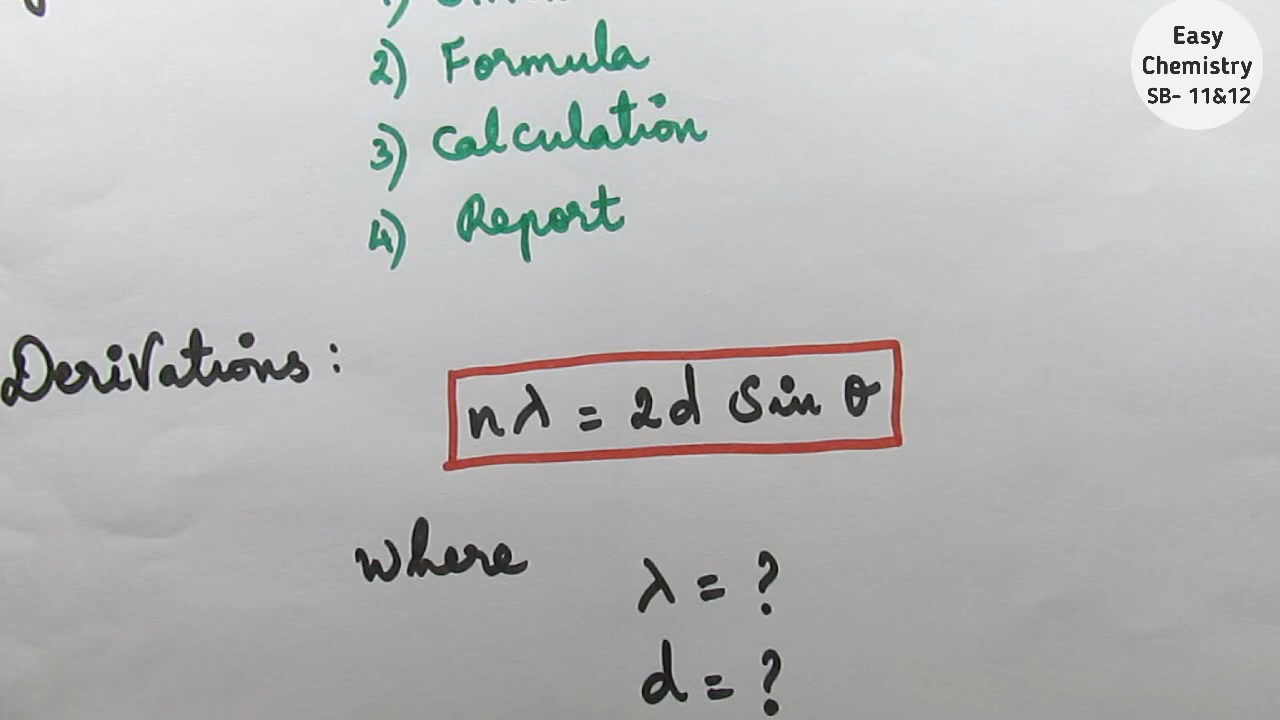 2) Formula
3) Calculation
4) Report
Derivations:
nλ = 2d Sin θ
Where
λ = ?
d = ?
Easy
Chemistry
SB- 11&12